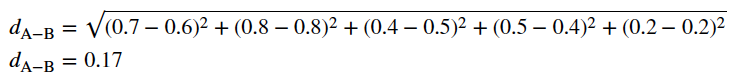 d_{A−B} = √(0.7 − 0.6)² + (0.8 − 0.8)² + (0.4 − 0.5)² + (0.5 − 0.4)² + (0.2 − 0.2)²
d_{A−B} = 0.17